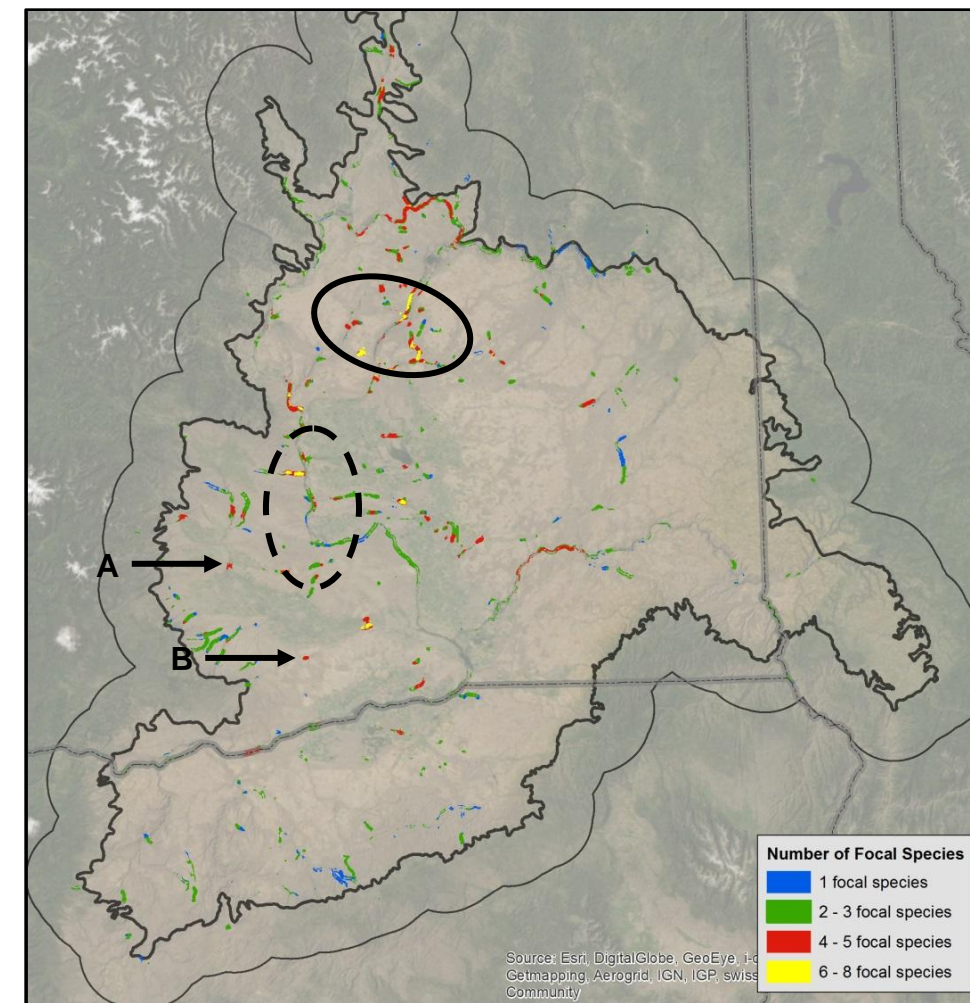 A
B
Number of Focal Species
1 focal species
2 - 3 focal species
4 - 5 focal species
6 - 8 focal species
Source: Esri, DigitalGlobe, GeoEye,
Getmapping, Aerogrid, IGN, IGP, swiss
Community